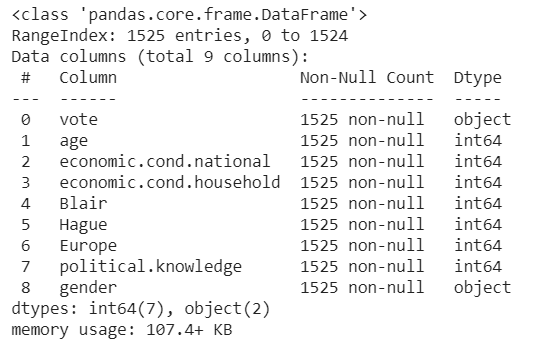 <class 'pandas.core.frame.DataFrame'>
RangeIndex: 1525 entries, 0 to 1524
Data columns (total 9 columns):
 #   Column                   Non-Null Count  Dtype
---  ------                   --------------  -----
 0   vote                     1525 non-null   object
 1   age                      1525 non-null   int64
 2   economic.cond.national   1525 non-null   int64
 3   economic.cond.household  1525 non-null   int64
 4   Blair                    1525 non-null   int64
 5   Hague                    1525 non-null   int64
 6   Europe                   1525 non-null   int64
 7   political.knowledge      1525 non-null   int64
 8   gender                   1525 non-null   object
dtypes: int64(7), object(2)
memory usage: 107.4+ KB